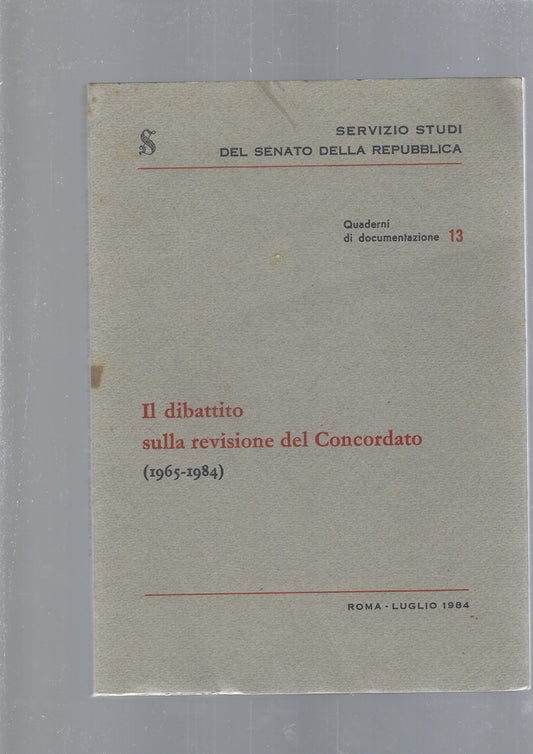 S
SERVIZIO STUDI
DEL SENATO DELLA REPUBBLICA
Quaderni
di documentazione 13
Il dibattito
sulla revisione del Concordato
(1965-1984)
ROMA - LUGLIO 1984